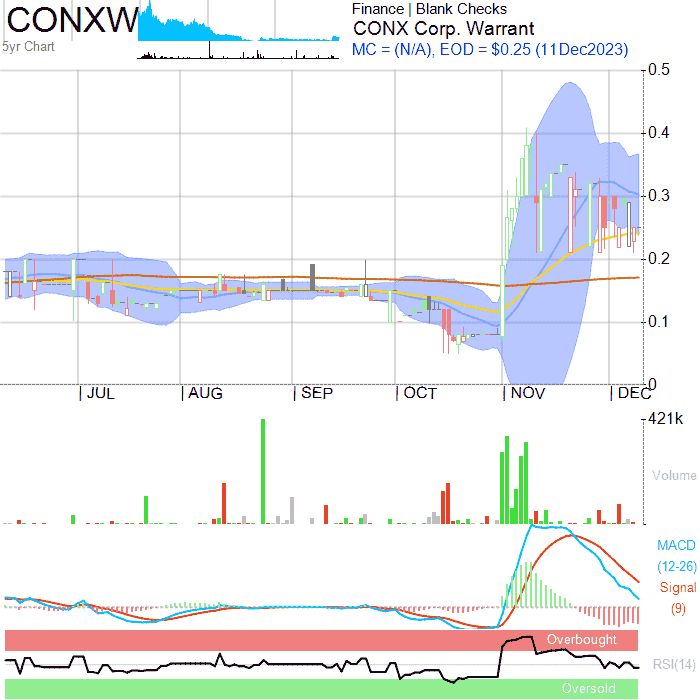 CONXW
5yr Chart
Finance | Blank Checks
CONX Corp. Warrant
MC = (N/A), EOD = $0.25 (11Dec2023)
0.5
0.4
0.3
0.2
0.1
0
JUL
AUG
SEP
OCT
NOV
DEC
421k
Volume
MACD
(12-26)
Signal
(9)
Overbought
RSI(14)
Oversold